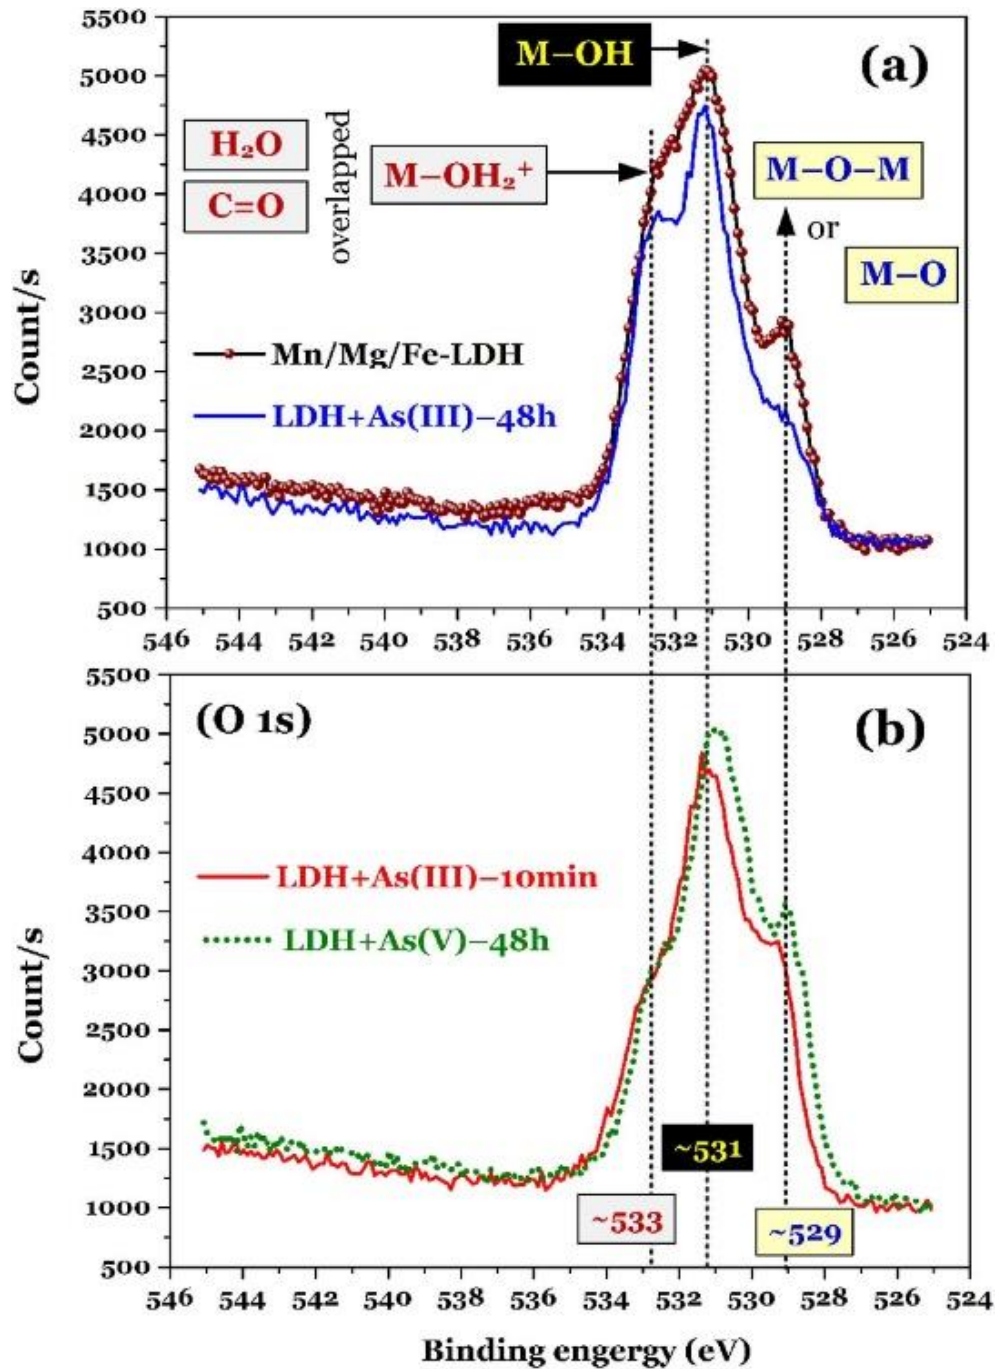 5500
5000
4500
4000
3500
3000
2500
2000
1500
1000
500
Count/s
M–OH
(a)
H₂O
C=O
overlapped
M–OH₂⁺
M–O–M
or
M–O
Mn/Mg/Fe-LDH
LDH+As(III)–48h
546 544 542 540 538 536 534 532 530 528 526 524
5500
5000
4500
4000
3500
3000
2500
2000
1500
1000
500
Count/s
(O 1s)
(b)
LDH+As(III)–10min
LDH+As(V)–48h
~531
~533
~529
546 544 542 540 538 536 534 532 530 528 526 524
Binding engergy (eV)